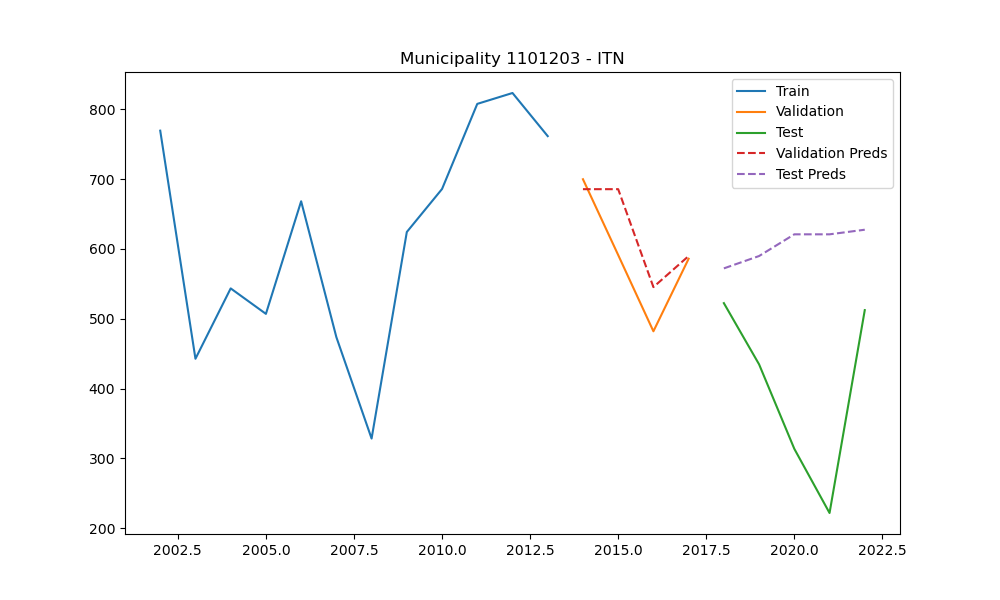 Municipality 1101203 - ITN
Train
Validation
Test
Validation Preds
Test Preds
800
700
600
500
400
300
200
2002.5 2005.0 2007.5 2010.0 2012.5 2015.0 2017.5 2020.0 2022.5